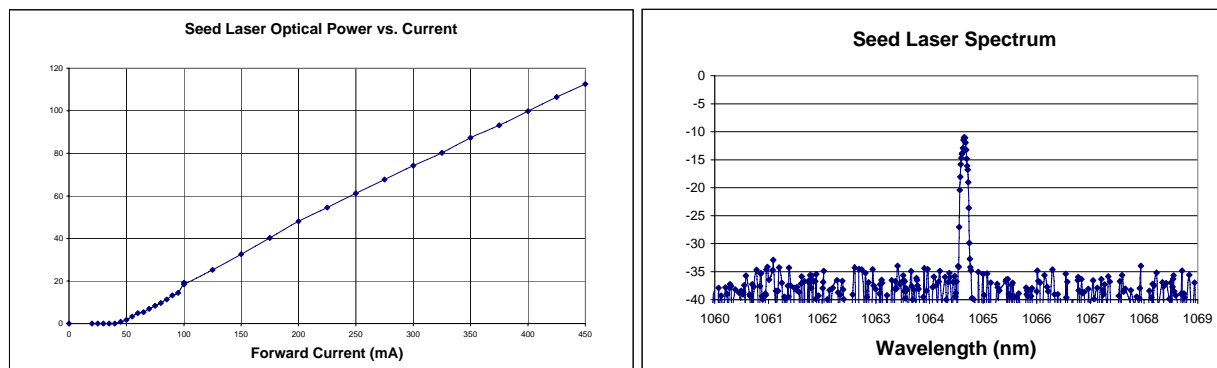 Seed Laser Optical Power vs. Current
120
100
80
60
40
20
0
0 50 100 150 200 250 300 350 400 450
Forward Current (mA)
Seed Laser Spectrum
0
-5
-10
-15
-20
-25
-30
-35
-40
1060 1061 1062 1063 1064 1065 1066 1067 1068 1069
Wavelength (nm)